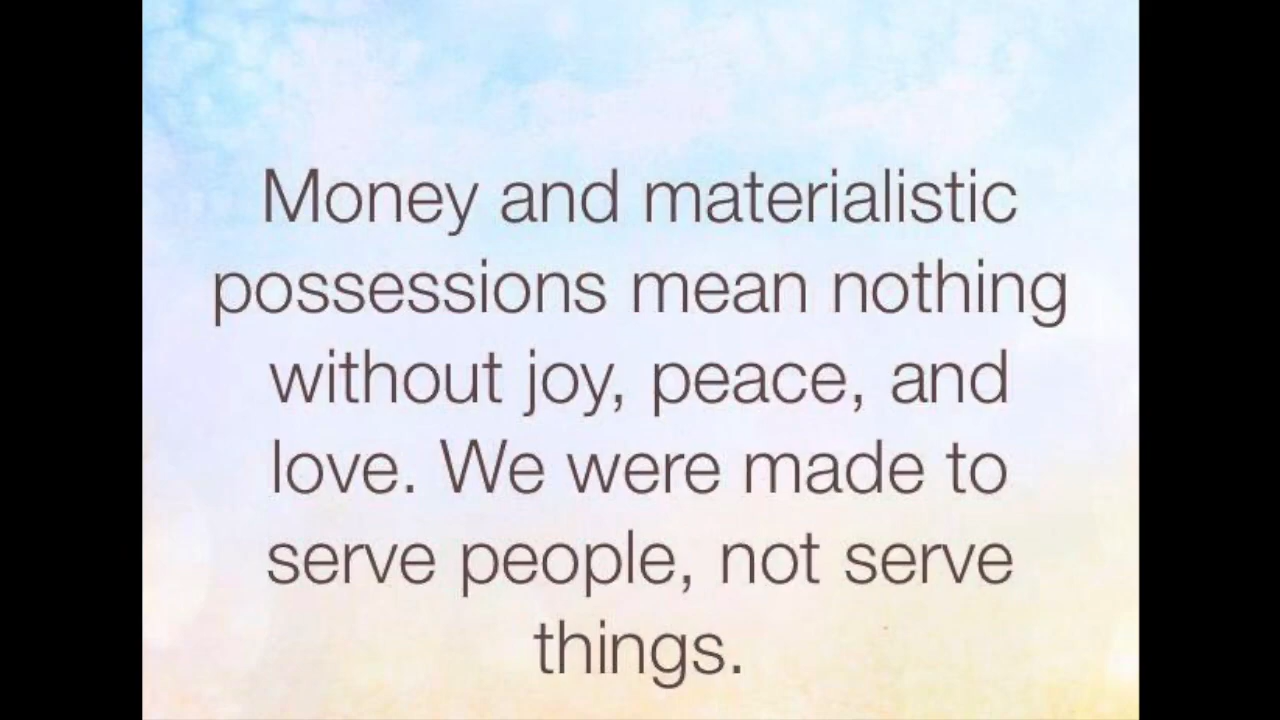 Money and materialistic
possessions mean nothing
without joy, peace, and
love. We were made to
serve people, not serve
things.